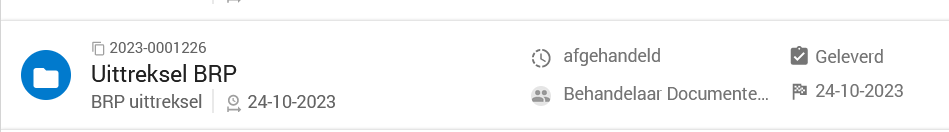 2023-0001226
Uittreksel BRP
BRP uittreksel 24-10-2023
afgehandeld
Behandelaar Documente...
Geleverd
24-10-2023